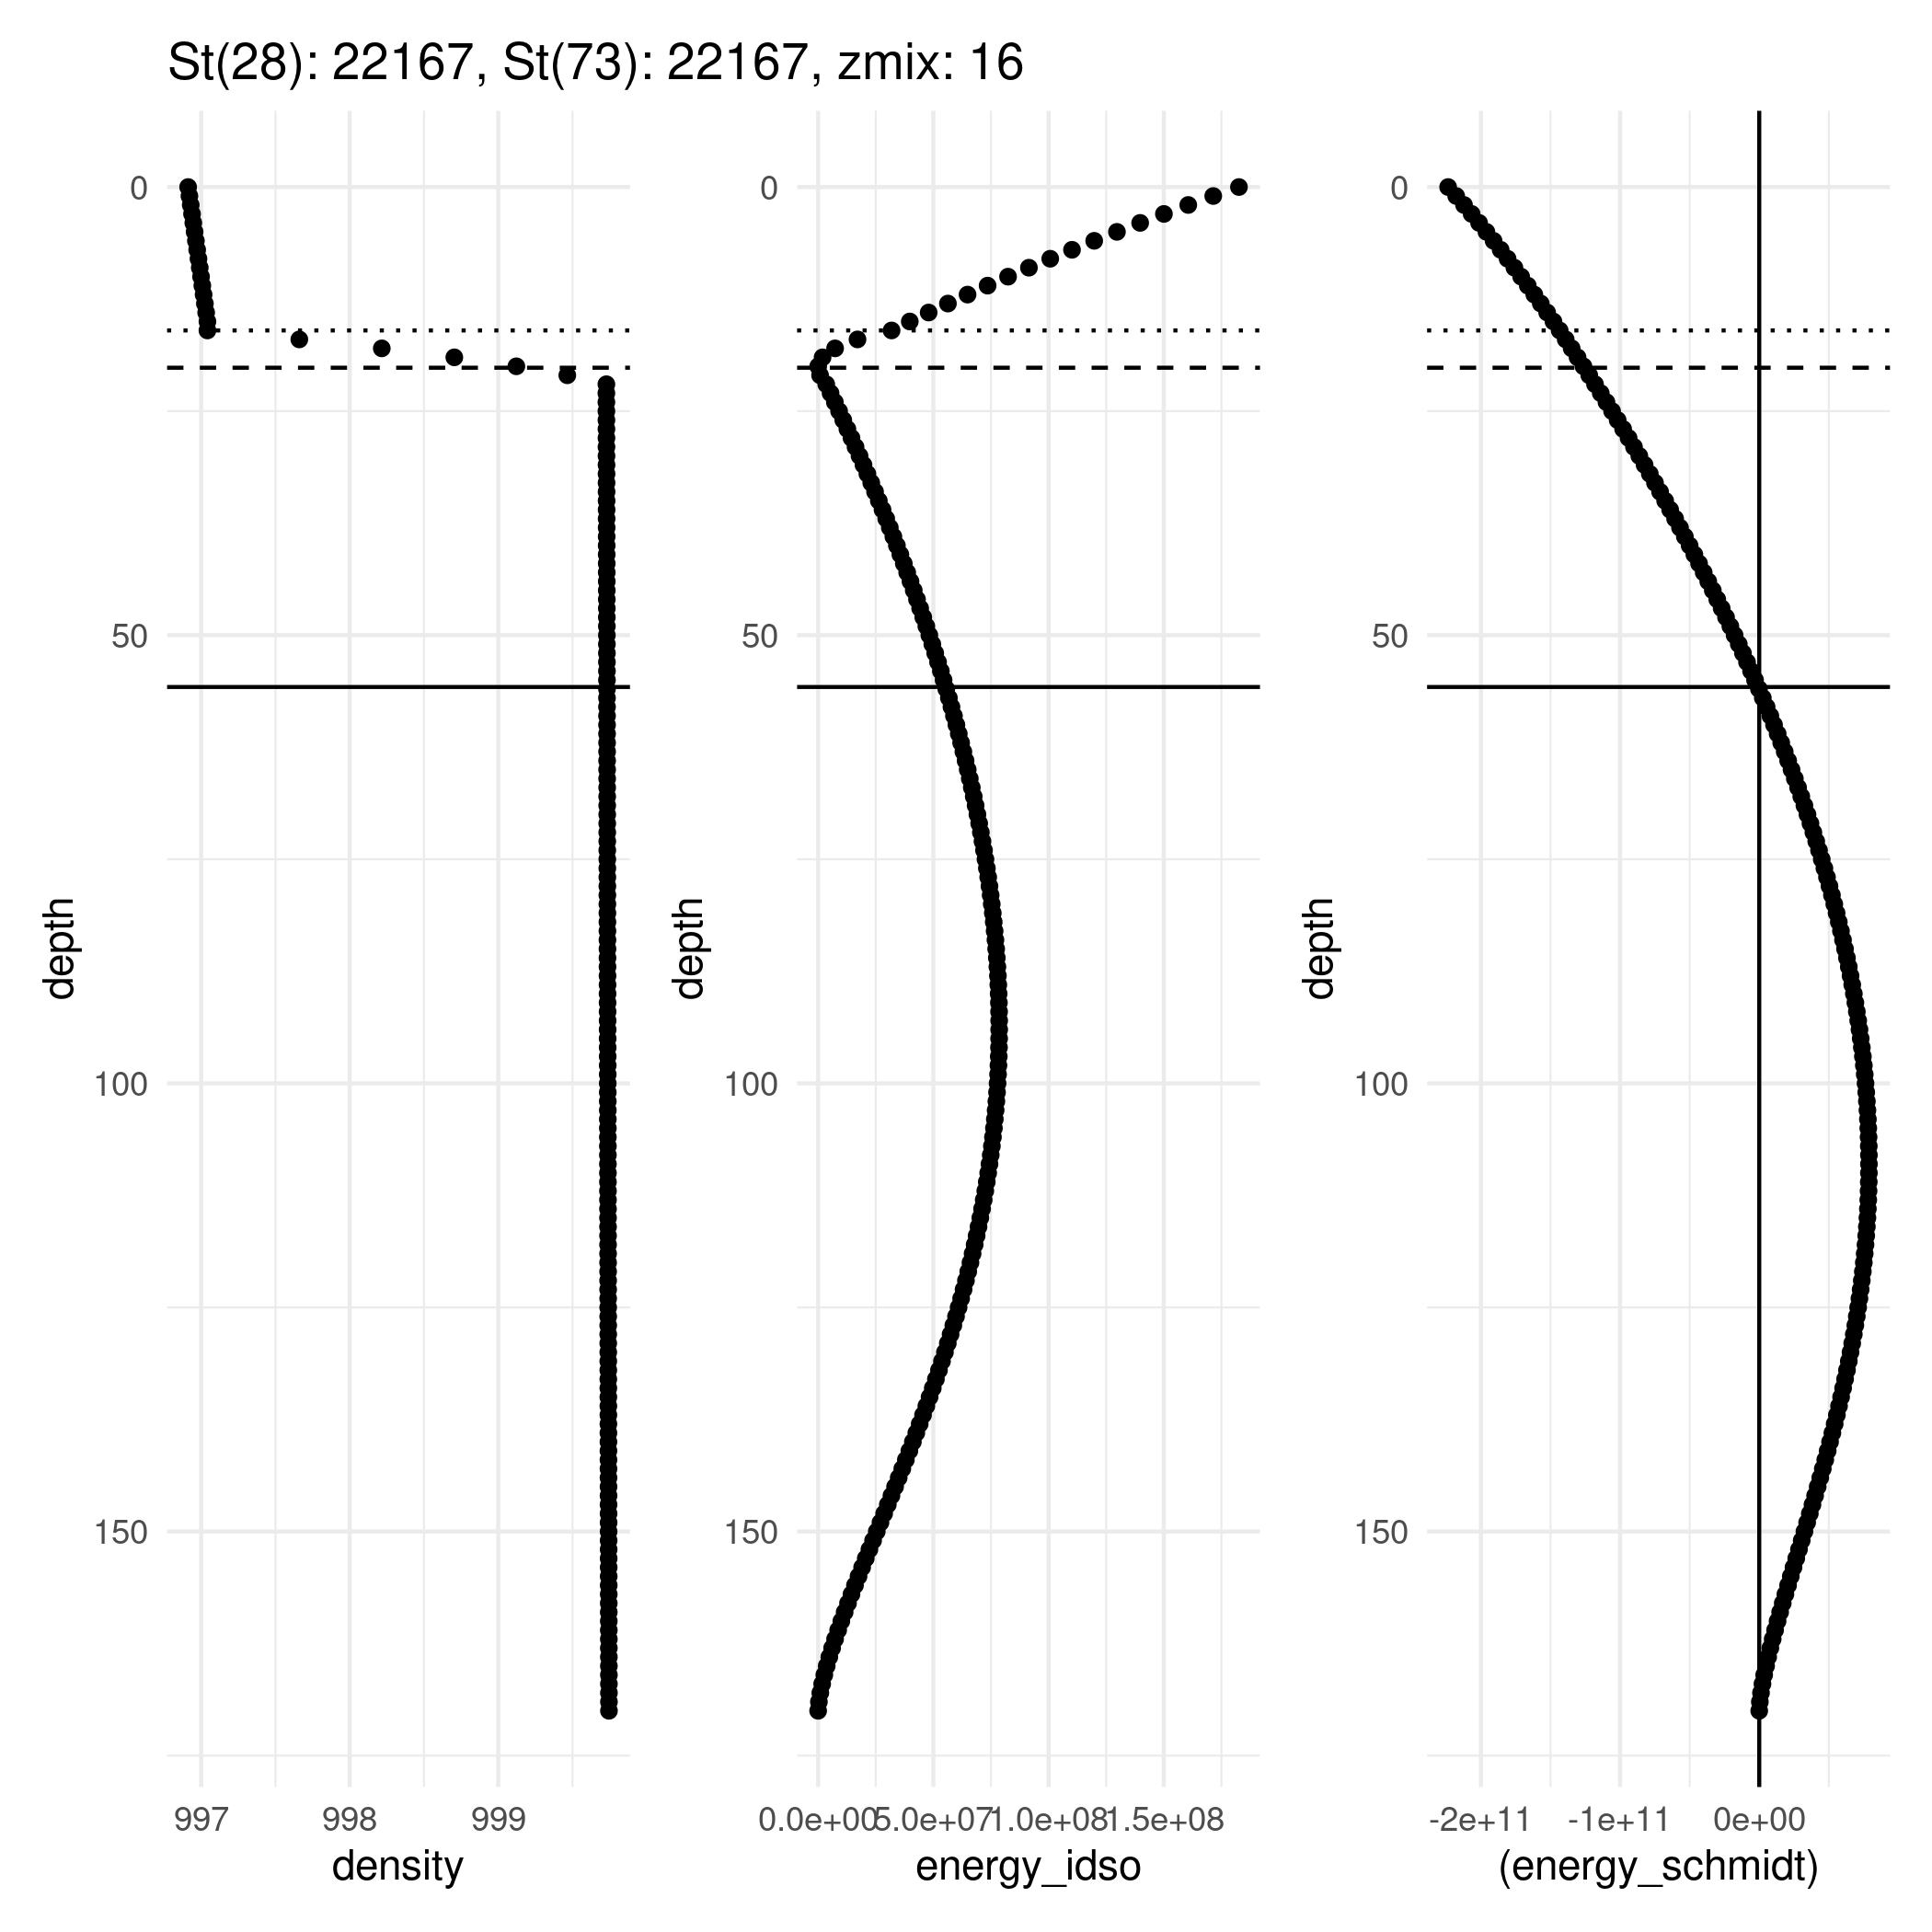 St(28): 22167, St(73): 22167, zmix: 16
0
50
100
150
depth
997
998
999
density
0
50
100
150
depth
0.0e+00
5.0e+07
1.0e+08
1.5e+08
energy_idso
0
50
100
150
depth
-2e+11
-1e+11
0e+00
(energy_schmidt)